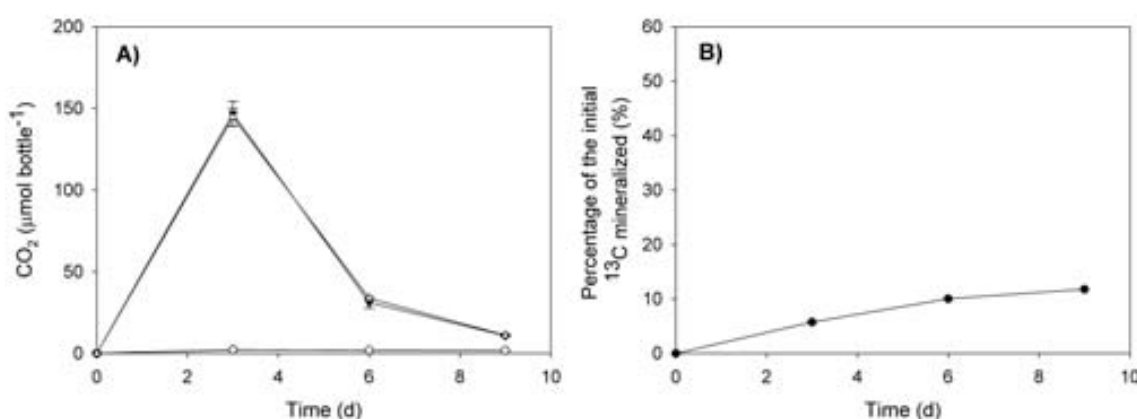 A)
CO₂ (μmol bottle⁻¹)
200
150
100
50
0
0 2 4 6 8 10
Time (d)
B)
Percentage of the initial
¹³C mineralized (%)
60
50
40
30
20
10
0
0 2 4 6 8 10
Time (d)